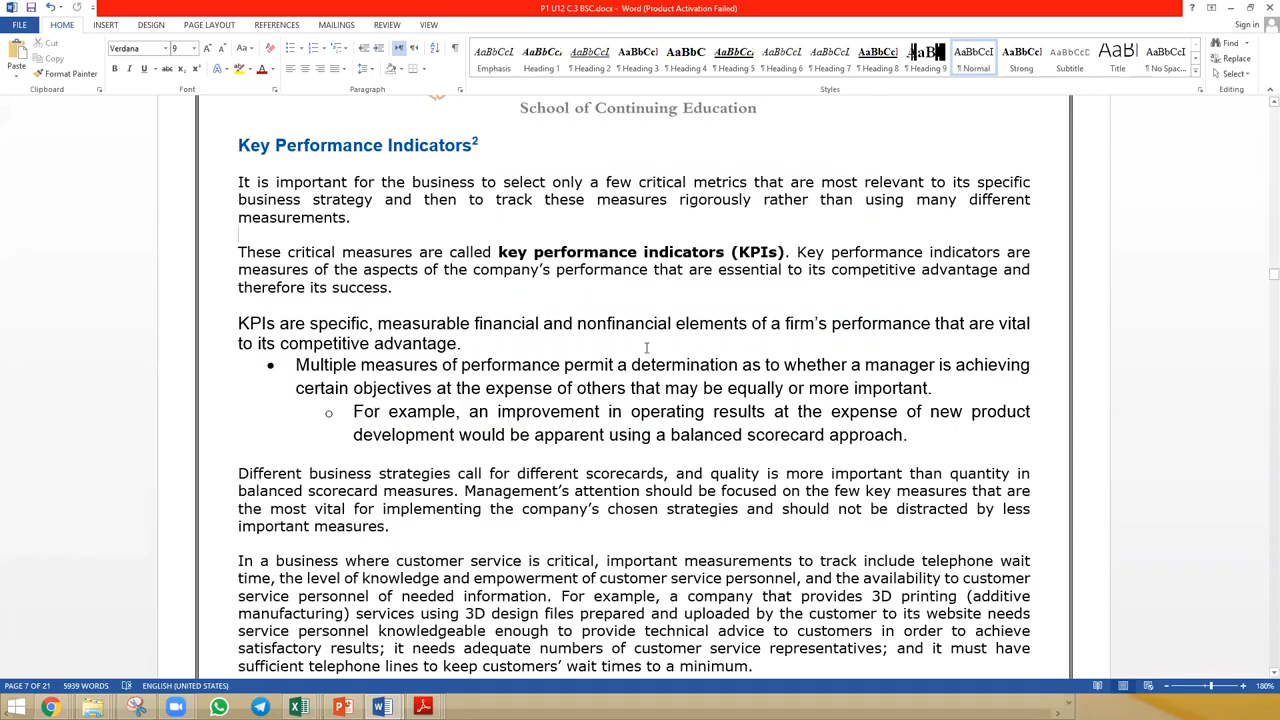 P1 U12 C.3 BSC.docx - Word (Product Activation Failed)
FILE HOME INSERT DESIGN PAGE LAYOUT REFERENCES MAILINGS REVIEW VIEW Sign in
Cut
Copy
Format Painter
Paste
Verdana 9
Emphasis Heading 1 ¶ Heading 2 ¶ Heading 3 ¶ Heading 4 ¶ Heading 5 ¶ Heading 6 ¶ Heading 7 ¶ Heading 8 ¶ Heading 9 ¶ Normal Strong Subtitle Title ¶ No Spac...
Find
Replace
Select
Clipboard Font Paragraph Styles Editing
School of Continuing Education
Key Performance Indicators2
It is important for the business to select only a few critical metrics that are most relevant to its specific
business strategy and then to track these measures rigorously rather than using many different
measurements.
These critical measures are called key performance indicators (KPIs). Key performance indicators are
measures of the aspects of the company's performance that are essential to its competitive advantage and
therefore its success.
KPIs are specific, measurable financial and nonfinancial elements of a firm's performance that are vital
to its competitive advantage.
• Multiple measures of performance permit a determination as to whether a manager is achieving
certain objectives at the expense of others that may be equally or more important.
o For example, an improvement in operating results at the expense of new product
development would be apparent using a balanced scorecard approach.
Different business strategies call for different scorecards, and quality is more important than quantity in
balanced scorecard measures. Management's attention should be focused on the few key measures that are
the most vital for implementing the company's chosen strategies and should not be distracted by less
important measures.
In a business where customer service is critical, important measurements to track include telephone wait
time, the level of knowledge and empowerment of customer service personnel, and the availability to customer
service personnel of needed information. For example, a company that provides 3D printing (additive
manufacturing) services using 3D design files prepared and uploaded by the customer to its website needs
service personnel knowledgeable enough to provide technical advice to customers in order to achieve
satisfactory results; it needs adequate numbers of customer service representatives; and it must have
sufficient telephone lines to keep customers' wait times to a minimum.
PAGE 7 OF 21 5939 WORDS ENGLISH (UNITED STATES) 180%